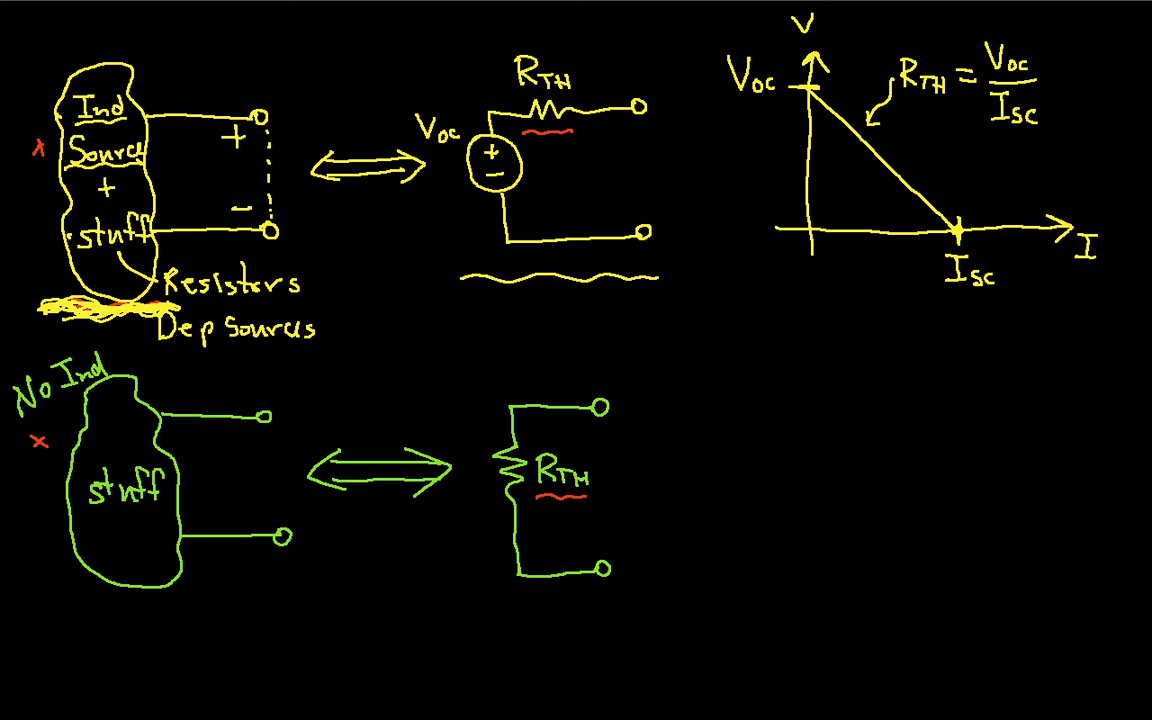 Ind
Source
+
stuff
Resistors
Dep Sources
x
+
-
VOC
+
-
RTH
V
VOC
RTH = VOC/ISC
ISC
I
No Ind
x
stuff
RTH